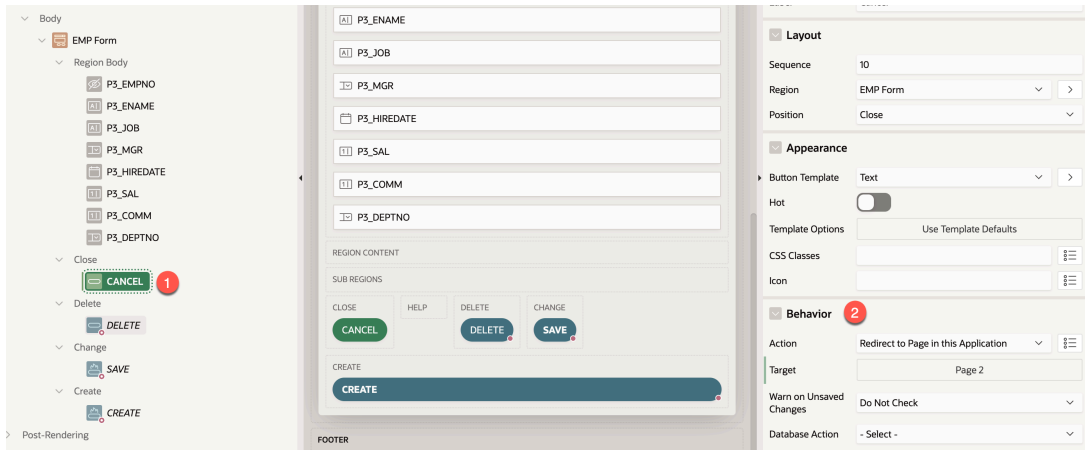 Body
EMP Form
Region Body
P3_EMPNO
P3_ENAME
P3_JOB
P3_MGR
P3_HIREDATE
P3_SAL
P3_COMM
P3_DEPTNO
Close
CANCEL 1
Delete
DELETE
Change
SAVE
Create
CREATE
Post-Rendering
P3_ENAME
P3_JOB
P3_MGR
P3_HIREDATE
P3_SAL
P3_COMM
P3_DEPTNO
REGION CONTENT
SUB REGIONS
CLOSE HELP DELETE CHANGE
CANCEL DELETE SAVE
CREATE
CREATE
FOOTER
Layout
Sequence 10
Region EMP Form
Position Close
Appearance
Button Template Text
Hot
Template Options Use Template Defaults
CSS Classes
Icon
Behavior 2
Action Redirect to Page in this Application
Target Page 2
Warn on Unsaved
Changes Do Not Check
Database Action - Select -